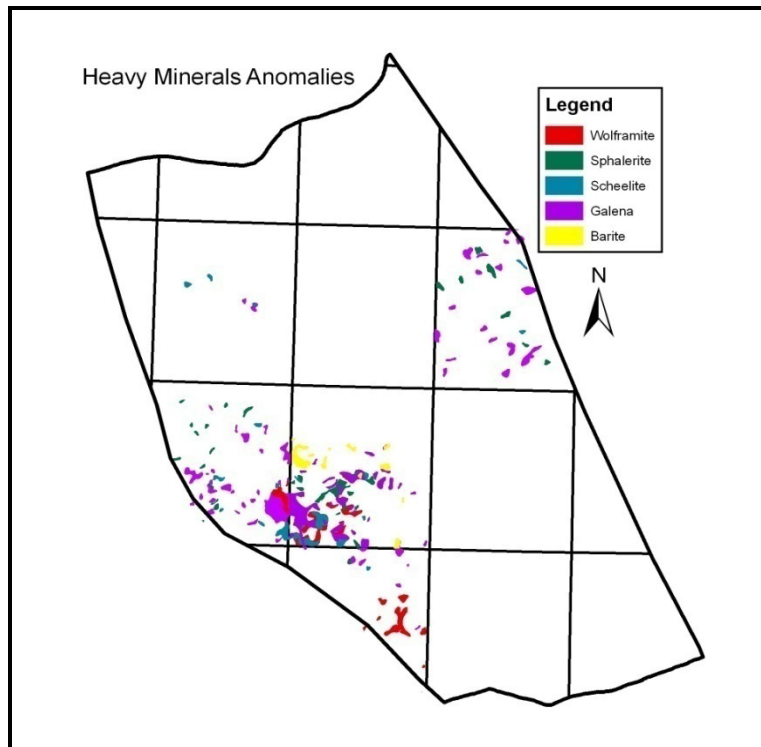 Heavy Minerals Anomalies
Legend
Wolframite
Sphalerite
Scheelite
Galena
Barite
N